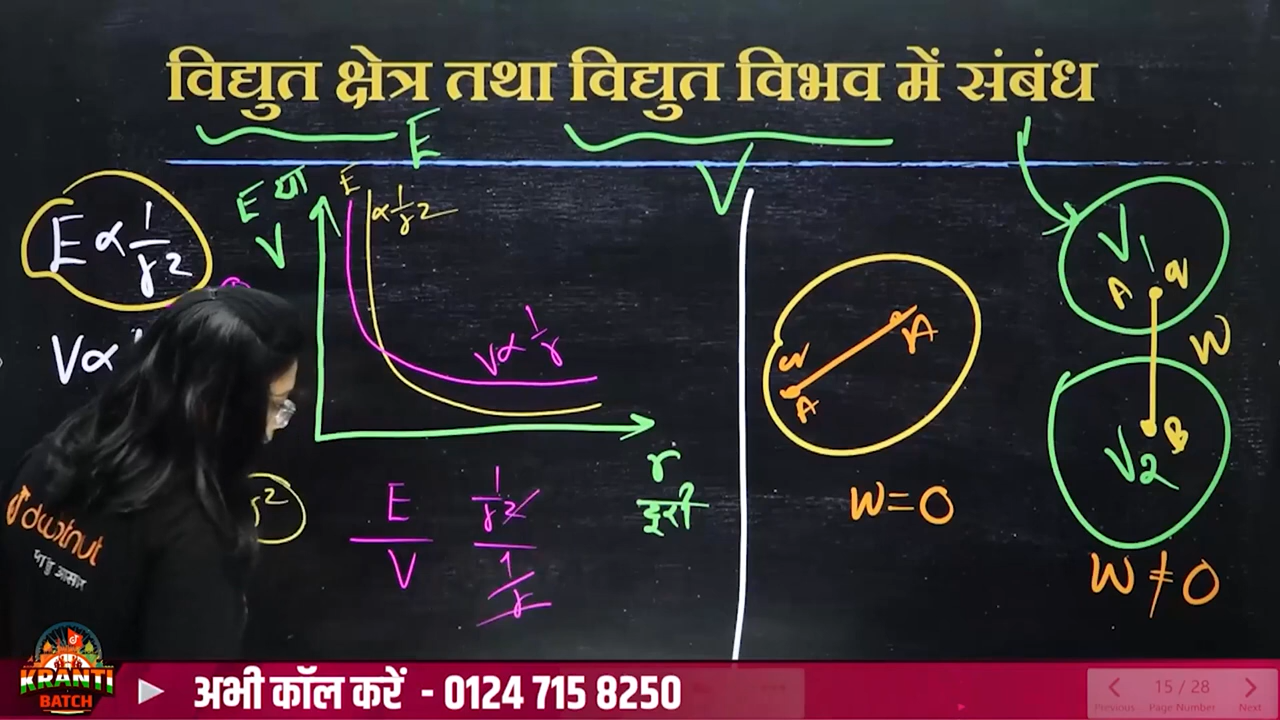 विद्युत क्षेत्र तथा विद्युत विभव में संबंध
E
V
E ∝ 1/r²
V ∝
E या V
E
∝ 1/r²
V ∝ 1/r
r
दूरी
r²
E/V
1/r² / 1/r
A
A
W=0
V1
A
q
W
B
V2
W≠0
doubtnut
KRANTI
BATCH
अभी कॉल करें - 0124 715 8250
15 / 28
Previous Page Number Next